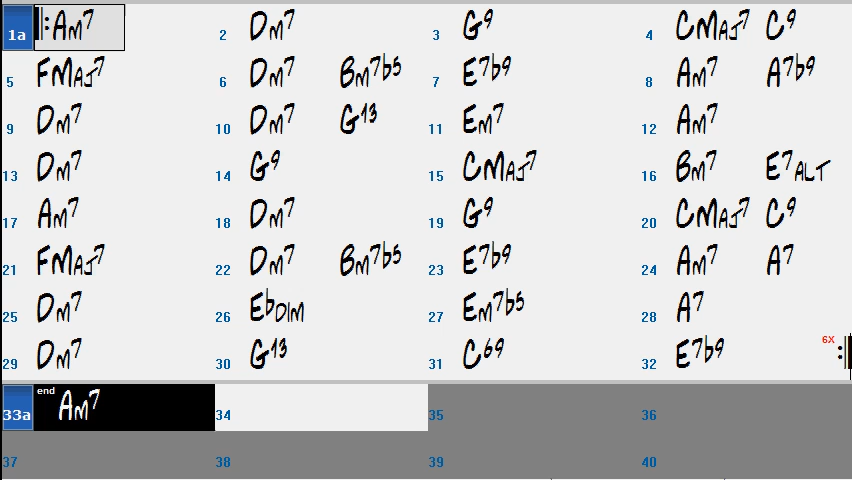 1a Am7 2 Dm7 3 G9 4 CMaj7 C9
5 FMaj7 6 Dm7 Bm7b5 7 E7b9 8 Am7 A7b9
9 Dm7 10 Dm7 G13 11 Em7 12 Am7
13 Dm7 14 G9 15 CMaj7 16 Bm7 E7ALT
17 Am7 18 Dm7 19 G9 20 CMaj7 C9
21 FMaj7 22 Dm7 Bm7b5 23 E7b9 24 Am7 A7
25 Dm7 26 EbDIM 27 Em7b5 28 A7
29 Dm7 30 G13 31 C69 32 E7b9 6X
33a end Am7 34 35 36
37 38 39 40